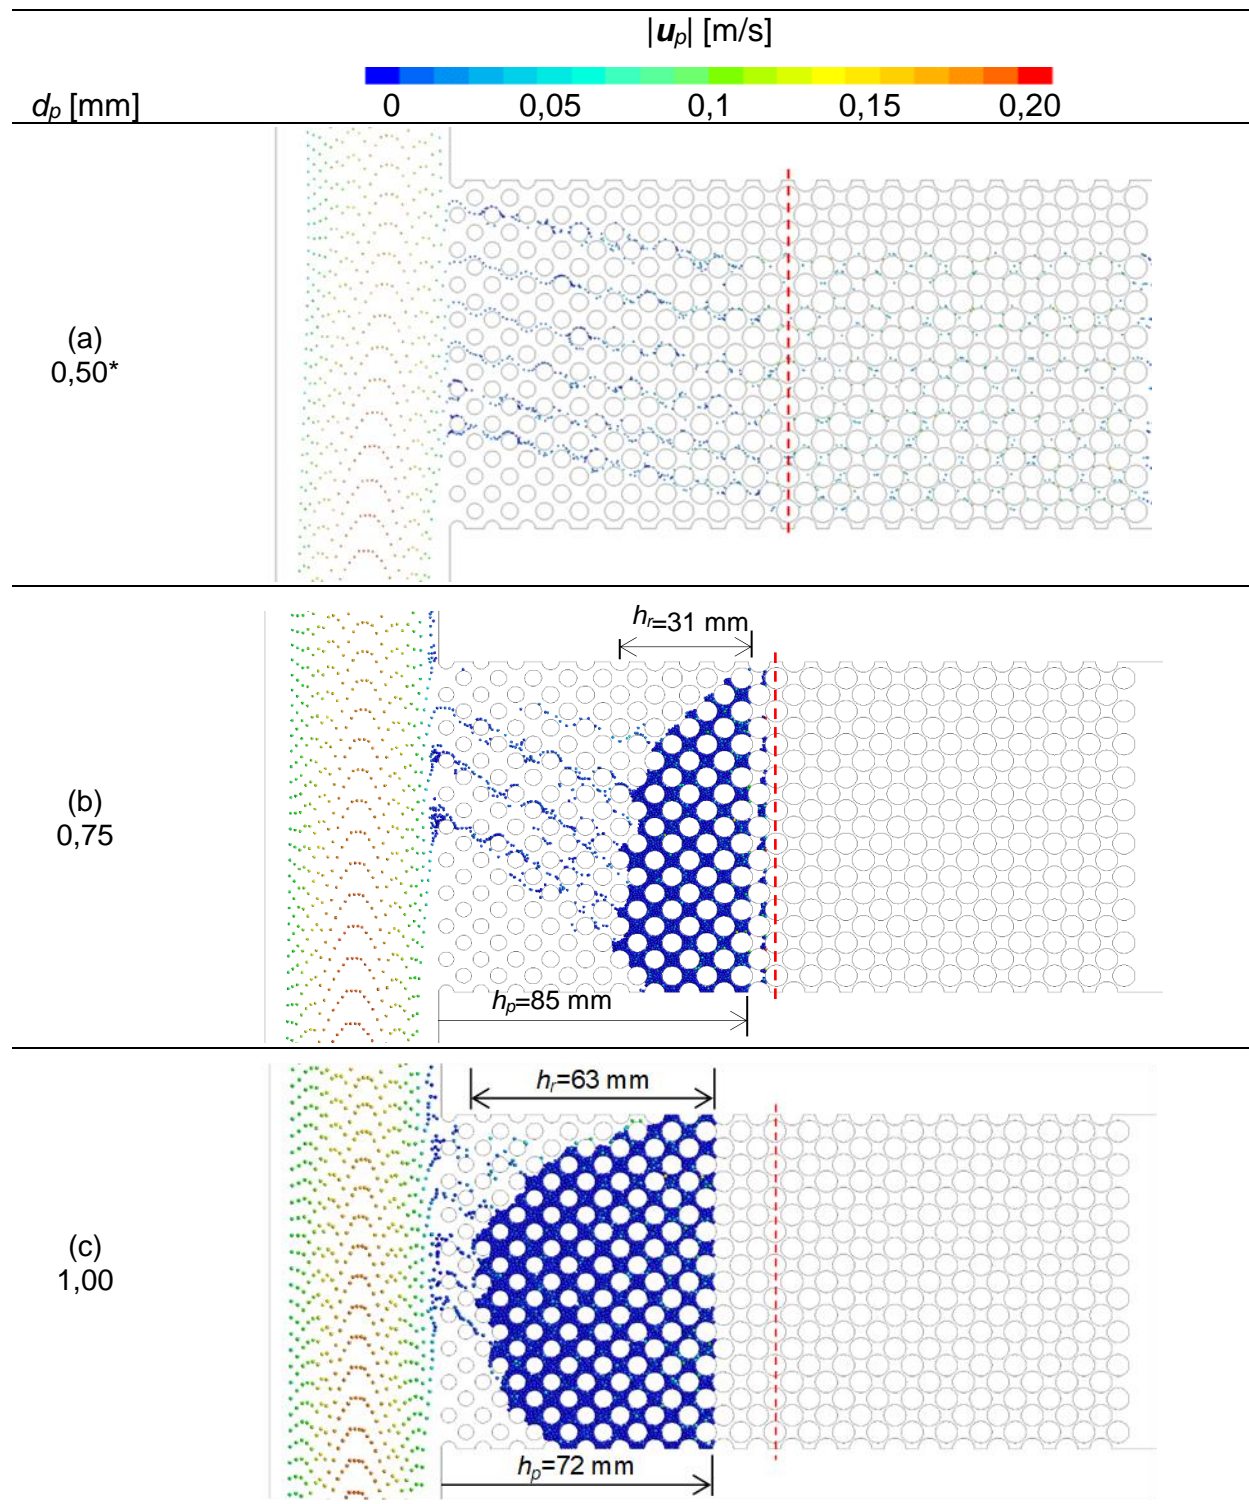 |uₚ| [m/s]
dₚ [mm]
0 0,05 0,1 0,15 0,20
(a)
0,50*
hᵣ=31 mm
(b)
0,75
hₚ=85 mm
hᵣ=63 mm
(c)
1,00
hₚ=72 mm